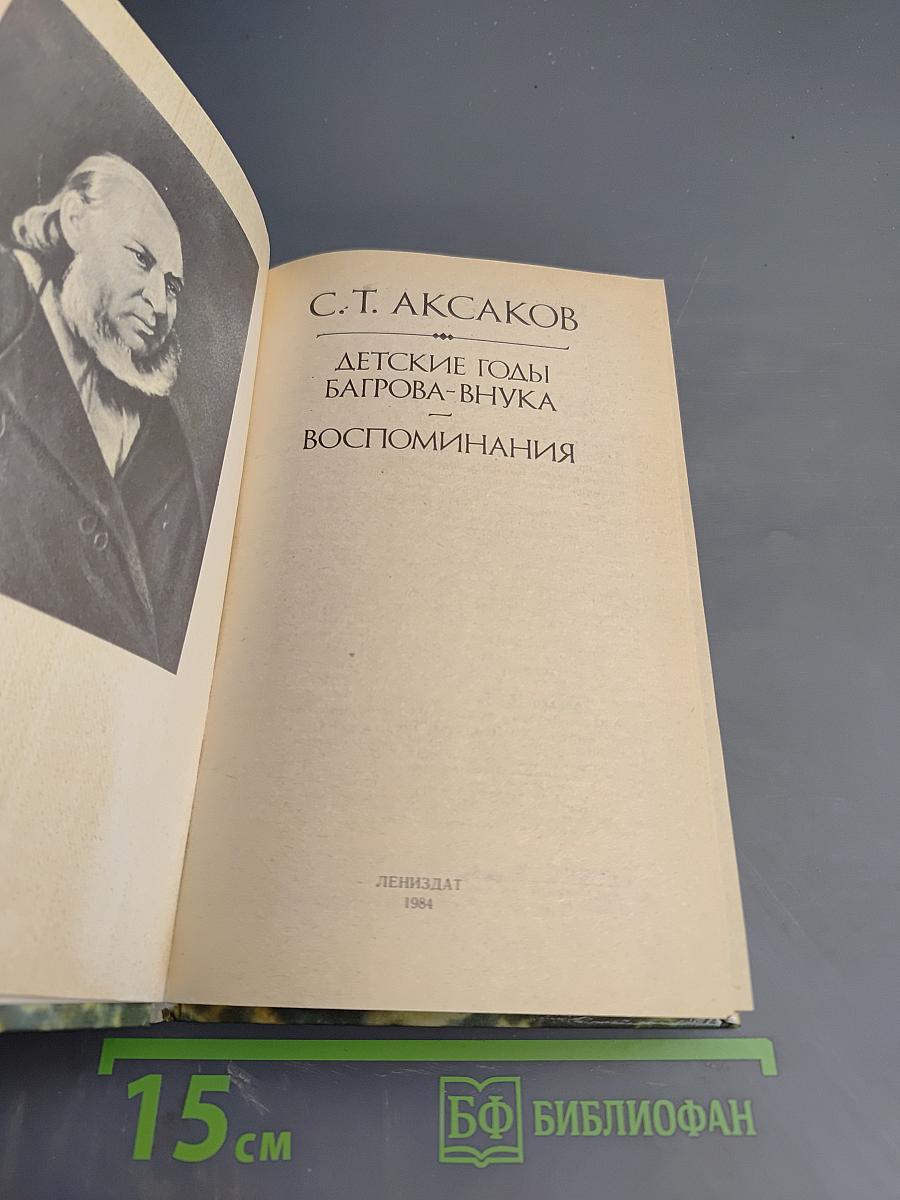 С. Т. АКСАКОВ
ДЕТСКИЕ ГОДЫ
БАГРОВА-ВНУКА
ВОСПОМИНАНИЯ
ЛЕНИЗДАТ
1984
15 см
БФ БИБЛИОФАН